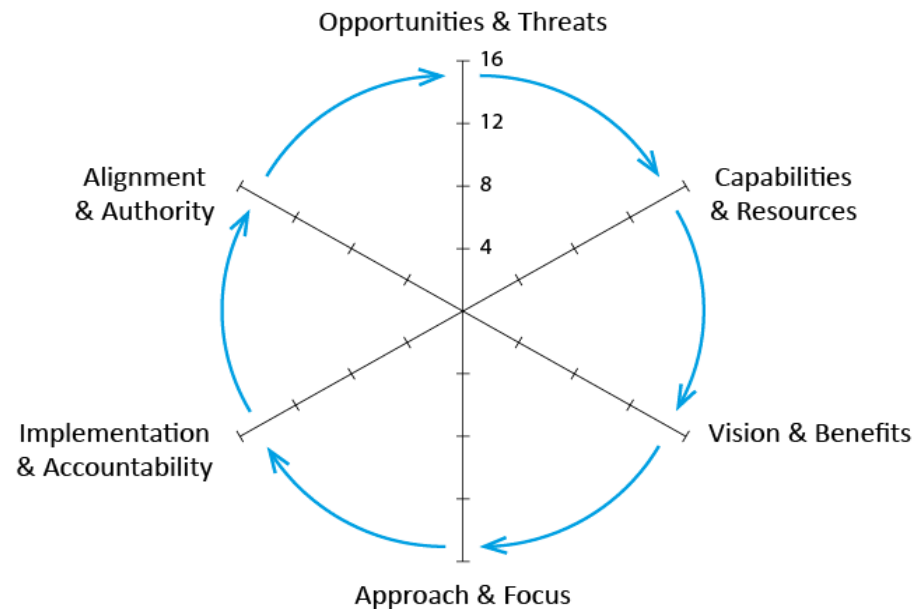 Opportunities & Threats
16
12
8
4
Capabilities
& Resources
Vision & Benefits
Approach & Focus
Implementation
& Accountability
Alignment
& Authority